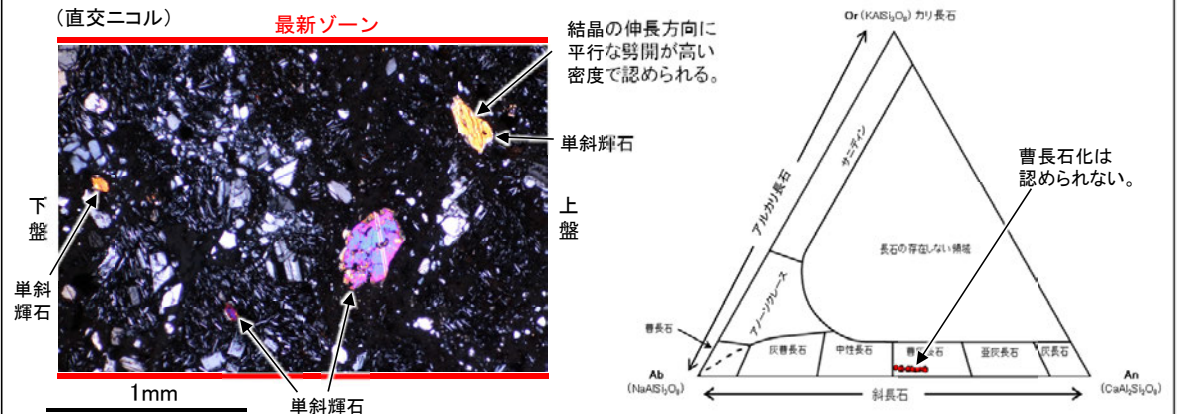 (直交ニコル)
最新ゾーン
結晶の伸長方向に
平行な劈開が高い
密度で認められる。
単斜輝石
下
盤
上
盤
単斜
輝石
単斜輝石
1mm
Or(KAlSi₃O₈)カリ長石
サニディン
アルカリ長石
曹長石化は
認められない。
長石の存在しない領域
アノーソクレース
曹長石
灰曹長石
中性長石
亜灰長石
灰長石
Ab
(NaAlSi₃O₈)
斜長石
An
(CaAl₂Si₂O₈)